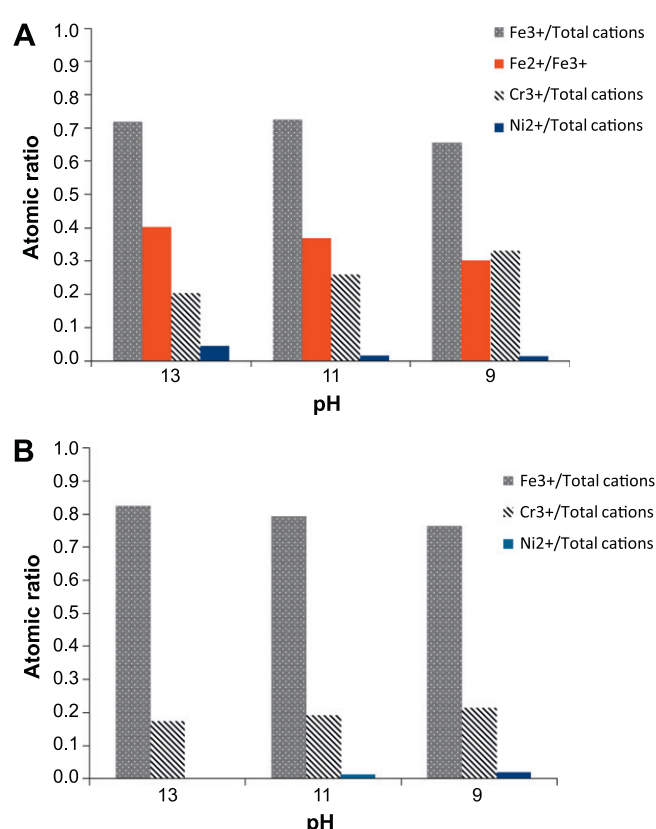 A
1.0
0.9
0.8
0.7
0.6
0.5
0.4
0.3
0.2
0.1
0.0
Atomic ratio
Fe3+/Total cations
Fe2+/Fe3+
Cr3+/Total cations
Ni2+/Total cations
13 11 9
pH
B
1.0
0.9
0.8
0.7
0.6
0.5
0.4
0.3
0.2
0.1
0.0
Atomic ratio
Fe3+/Total cations
Cr3+/Total cations
Ni2+/Total cations
13 11 9
pH